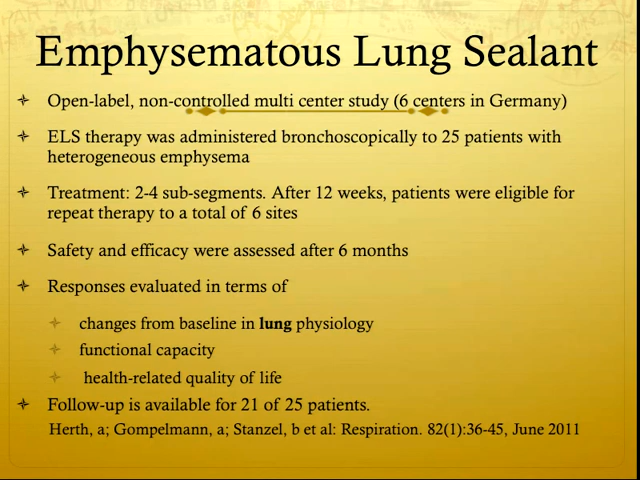 Emphysematous Lung Sealant
Open-label, non-controlled multi center study (6 centers in Germany)
ELS therapy was administered bronchoscopically to 25 patients with
heterogeneous emphysema
Treatment: 2-4 sub-segments. After 12 weeks, patients were eligible for
repeat therapy to a total of 6 sites
Safety and efficacy were assessed after 6 months
Responses evaluated in terms of
changes from baseline in lung physiology
functional capacity
health-related quality of life
Follow-up is available for 21 of 25 patients.
Herth, a; Gompelmann, a; Stanzel, b et al: Respiration. 82(1):36-45, June 2011